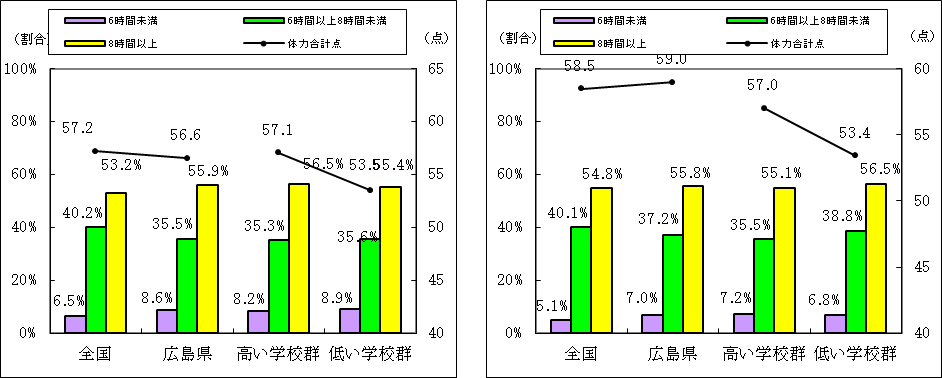 6時間未満 6時間以上8時間未満
8時間以上 体力合計点
(割合) (点)
100% 65
57.2 56.6 57.1
80% 60
53.2% 55.9% 56.5% 53.5 55.4%
60% 55
40.2% 35.5% 35.3% 35.6%
40% 50
20% 45
6.5% 8.6% 8.2% 8.9%
0% 40
全国 広島県 高い学校群 低い学校群
6時間未満 6時間以上8時間未満
8時間以上 体力合計点
(割合) (点)
100% 60
58.5 59.0 57.0 53.4
80% 55
54.8% 55.8% 55.1% 56.5%
60% 50
40.1% 37.2% 35.5% 38.8%
40%
20% 45
5.1% 7.0% 7.2% 6.8%
0% 40
全国 広島県 高い学校群 低い学校群